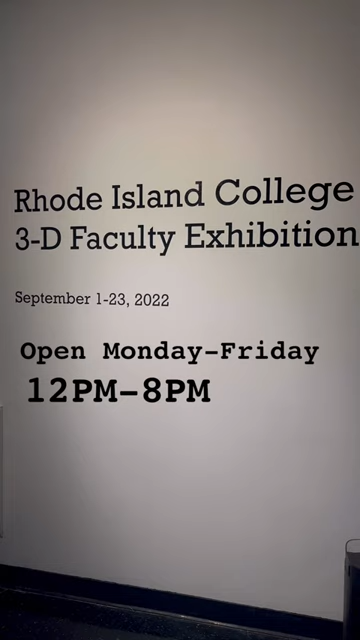 Rhode Island College
3-D Faculty Exhibition
September 1-23, 2022
Open Monday–Friday
12PM–8PM